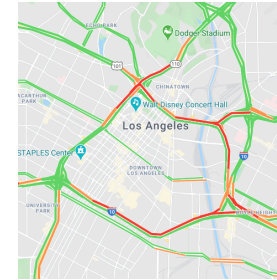 ECHO PARK
Dodger Stadium
101
110
CHINATOWN
MACARTHUR
PARK
Walt Disney Concert Hall
Los Angeles
STAPLES Center
DOWNTOWN
LOS ANGELES
10
UNIVERSITY
PARK
10
BOYLE HEIGH